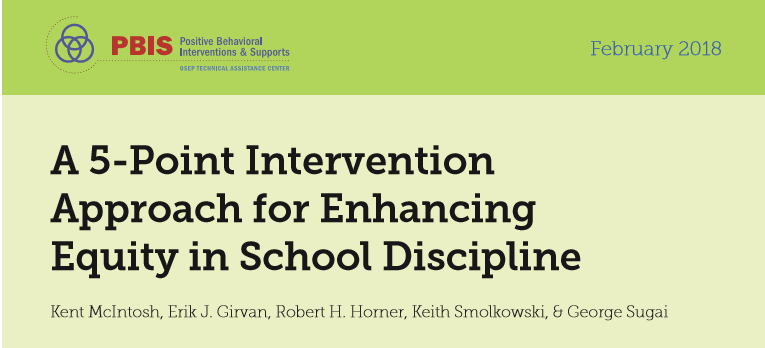 PBIS Positive Behavioral
Interventions & Supports
OSEP TECHNICAL ASSISTANCE CENTER
February 2018
A 5-Point Intervention
Approach for Enhancing
Equity in School Discipline
Kent McIntosh, Erik J. Girvan, Robert H. Horner, Keith Smolkowski, & George Sugai